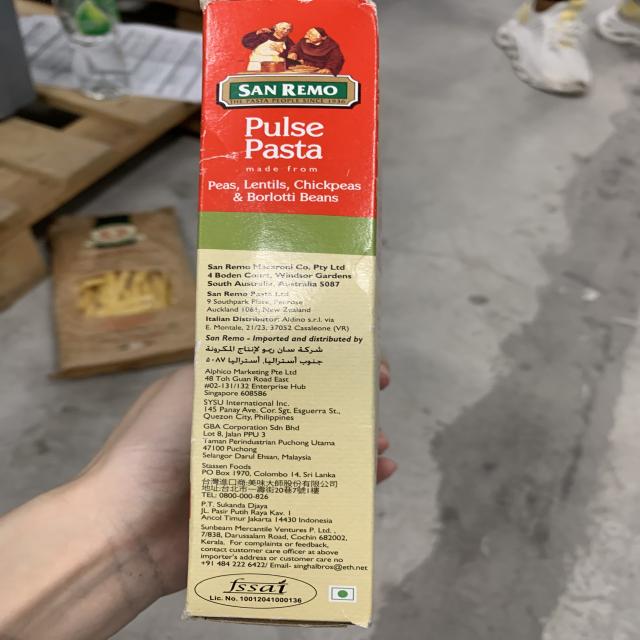 SAN REMO
THE PASTA PEOPLE SINCE 1936
Pulse
Pasta
made from
Peas, Lentils, Chickpeas
& Borlotti Beans
San Remo Macaroni Co. Pty Ltd
4 Boden Court, Windsor Gardens
South Australia, Australia 5087
San Remo Pasta Ltd
9 Southpark Place, Penrose
Auckland 1061, New Zealand
Italian Distributor: Aldino s.r.l. via
E. Montale, 21/23, 37052 Casaleone (VR)
San Remo - Imported and distributed by
شركة سان ريمو لإنتاج المكرونة
جنوب أستراليا، أستراليا ٥٠٨٧
Alphico Marketing Pte Ltd
48 Toh Guan Road East
#02-131/132 Enterprise Hub
Singapore 608586
SYSU International Inc.
145 Panay Ave. Cor. Sgt. Esguerra St.,
Quezon City, Philippines
GBA Corporation Sdn Bhd
Lot 8, Jalan PPU 3
Taman Perindustrian Puchong Utama
47100 Puchong
Selangor Darul Ehsan, Malaysia
Stassen Foods
PO Box 1970, Colombo 14, Sri Lanka
台灣進口商:美味大師股份有限公司
地址:台北市一壽街20巷7號1樓
TEL: 0800-000-826
P.T. Sukanda Djaya
JL. Pasir Putih Raya Kav. 1
Ancol Timur Jakarta 14430 Indonesia
Sunbeam Mercantile Ventures P. Ltd.,
7/838, Darussalam Road, Cochin 682002,
Kerala. For complaints or feedback,
contact customer care officer at above
importer's address or customer care no
+91 484 222 6422/ Email- singhalbros@eth.net
fssai
Lic. No. 10012041000136